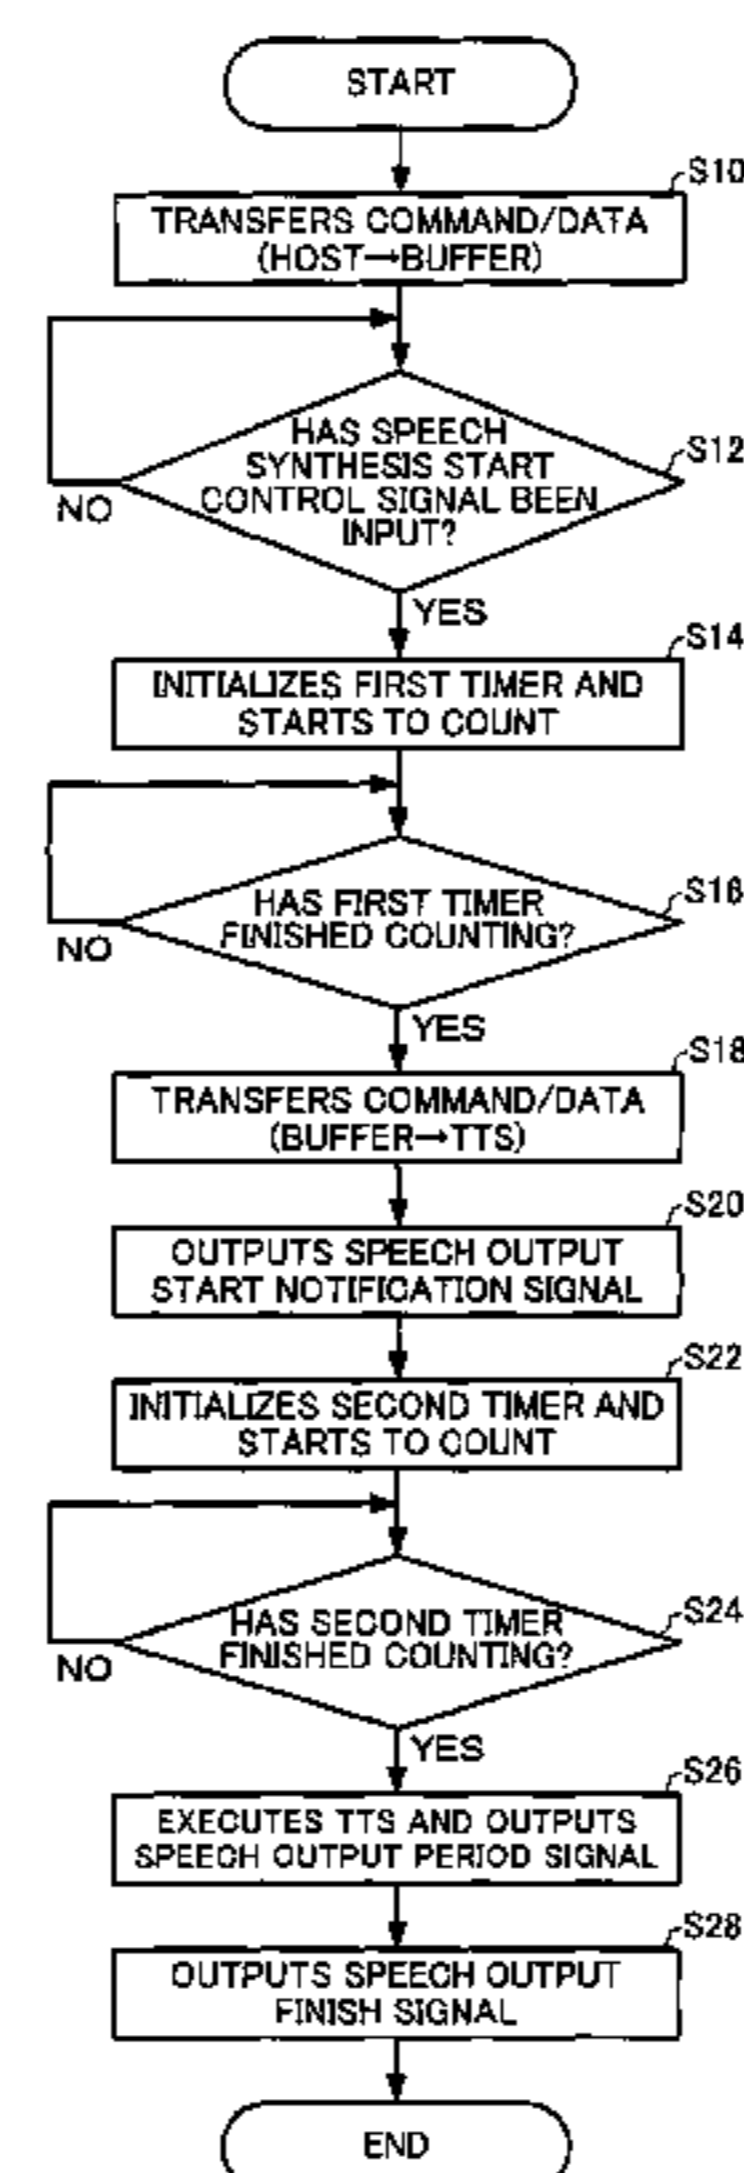 START
S10
TRANSFERS COMMAND/DATA
(HOST→BUFFER)
S12
HAS SPEECH
SYNTHESIS START
CONTROL SIGNAL BEEN
INPUT?
NO
YES
S14
INITIALIZES FIRST TIMER AND
STARTS TO COUNT
S16
HAS FIRST TIMER
FINISHED COUNTING?
NO
YES
S18
TRANSFERS COMMAND/DATA
(BUFFER→TTS)
S20
OUTPUTS SPEECH OUTPUT
START NOTIFICATION SIGNAL
S22
INITIALIZES SECOND TIMER AND
STARTS TO COUNT
S24
HAS SECOND TIMER
FINISHED COUNTING?
NO
YES
S26
EXECUTES TTS AND OUTPUTS
SPEECH OUTPUT PERIOD SIGNAL
S28
OUTPUTS SPEECH OUTPUT
FINISH SIGNAL
END